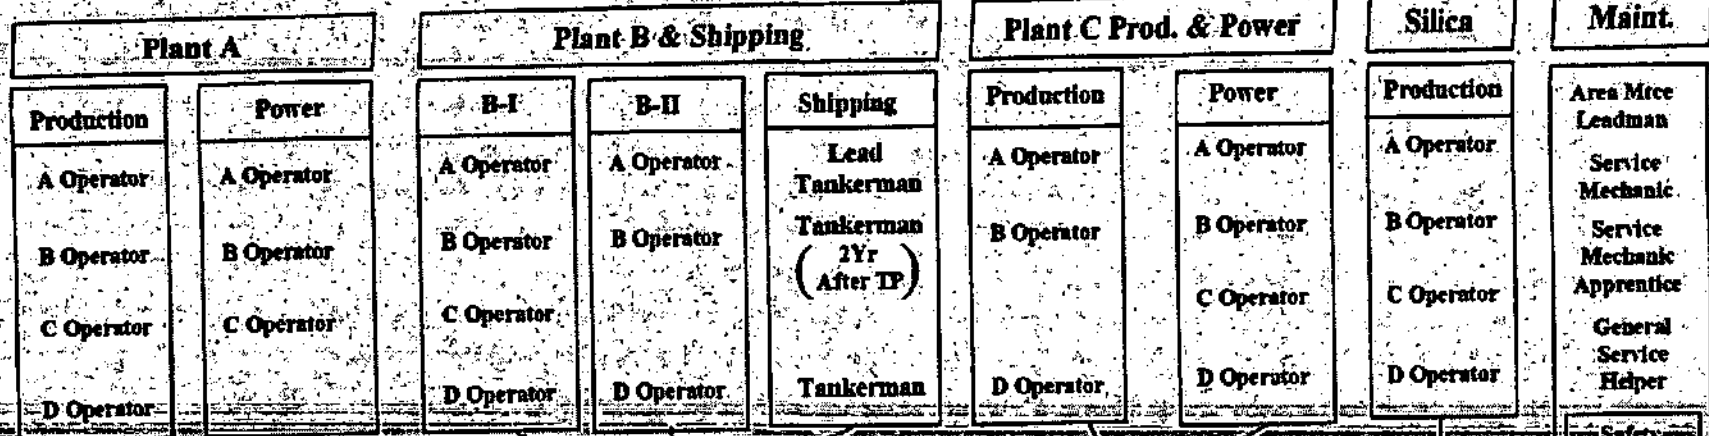 Plant A
Production
A Operator
B Operator
C Operator
D Operator
Power
A Operator
B Operator
C Operator
Plant B & Shipping
B-I
A Operator
B Operator
C Operator
D Operator
B-II
A Operator
B Operator
D Operator
Shipping
Lead
Tankerman
Tankerman
(2Yr
After TP)
Tankerman
Plant C Prod. & Power
Production
A Operator
B Operator
D Operator
Power
A Operator
B Operator
C Operator
D Operator
Silica
Production
A Operator
B Operator
C Operator
D Operator
Maint.
Area Mtce
Leadman
Service
Mechanic
Service
Mechanic
Apprentice
General
Service
Helper
Safety